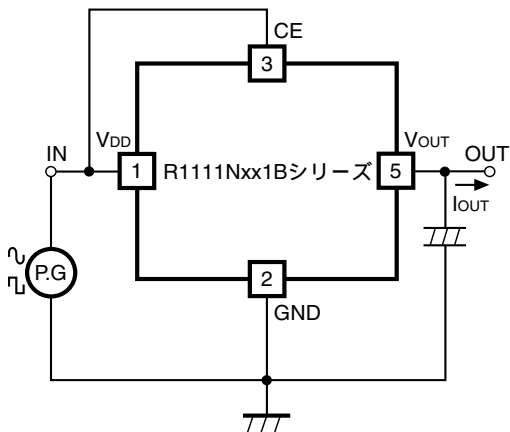 CE
3
IN
VDD
1
R1111Nxx1Bシリーズ
5
VOUT
OUT
IOUT
P.G
2
GND